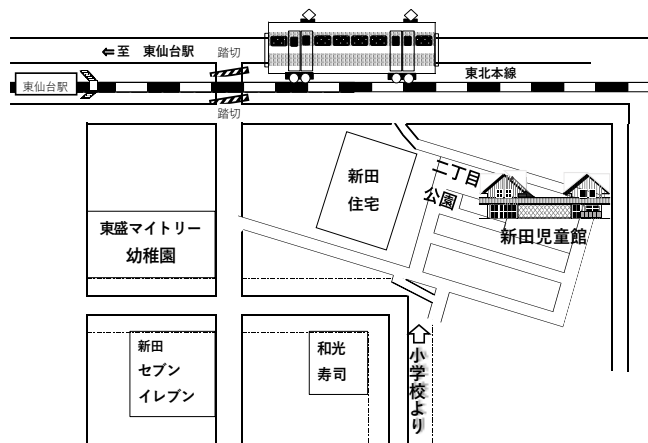 ⇐至 東仙台駅
踏切
東北本線
東仙台駅
踏切
新田
住宅
二丁目
公園
新田児童館
東盛マイトリー
幼稚園
新田
セブン
イレブン
和光
寿司
小学校より